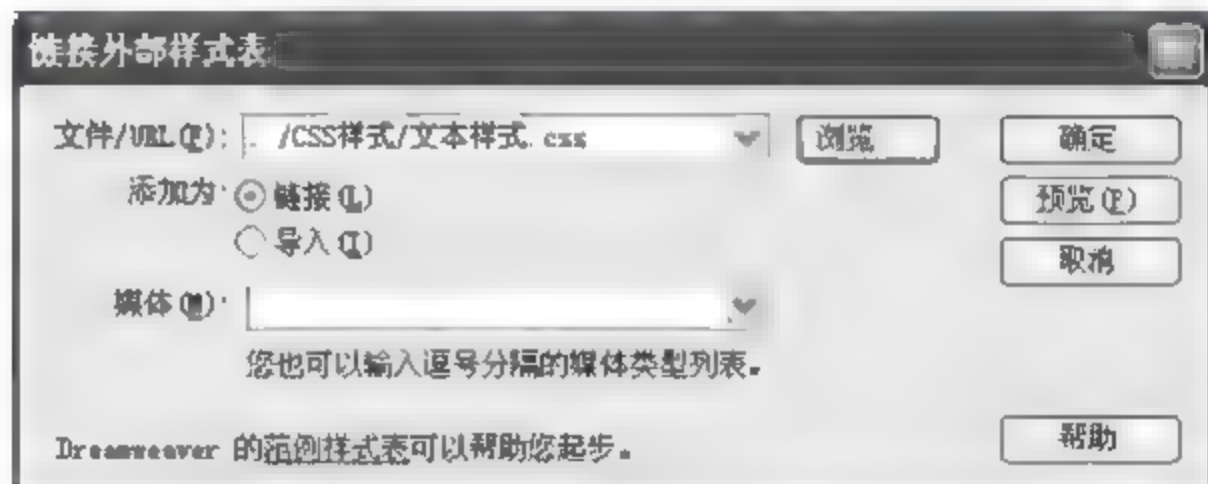 链接外部样式表
文件/URL(F): ../CSS样式/文本样式.css 浏览 确定
添加为: 链接(L) 预览(P)
导入(I) 取消
媒体(M):
您也可以输入逗号分隔的媒体类型列表。
Dreamweaver 的范例样式表可以帮助您起步。 帮助